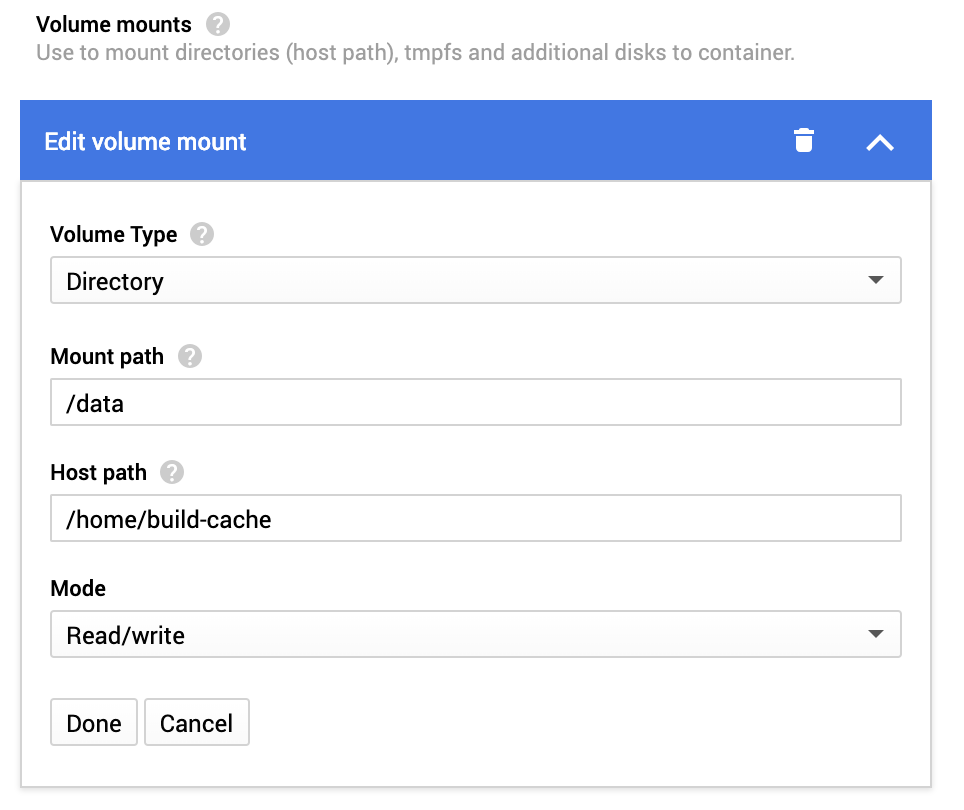 Volume mounts ?
Use to mount directories (host path), tmpfs and additional disks to container.
Edit volume mount
Volume Type ?
Directory
Mount path ?
/data
Host path ?
/home/build-cache
Mode
Read/write
Done Cancel